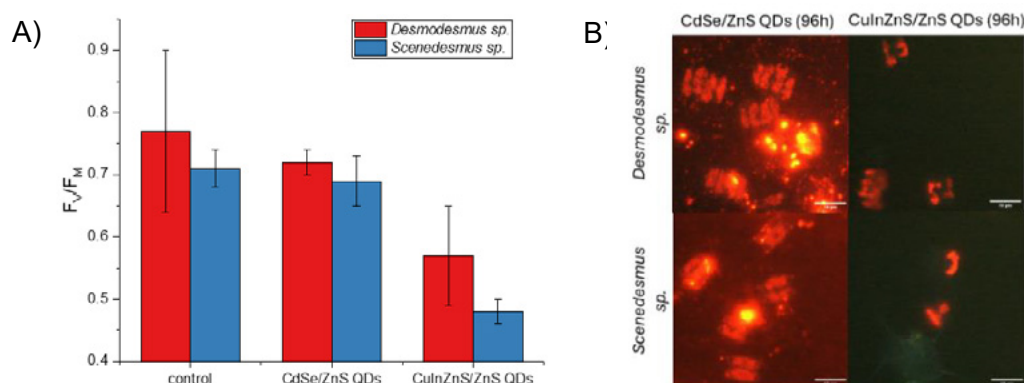 A)
Desmodesmus sp.
Scenedesmus sp.
0.9
0.8
0.7
0.6
0.5
0.4
Fv/FM
control
CdSe/ZnS QDs
CuInZnS/ZnS QDs
B)
CdSe/ZnS QDs (96h)
CuInZnS/ZnS QDs (96h)
Desmodesmus
sp.
Scenedesmus
sp.